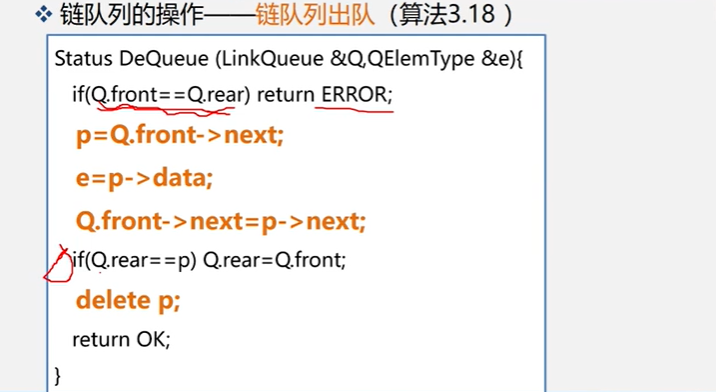 ❖ 链队列的操作——链队列出队（算法3.18 ）
Status DeQueue (LinkQueue &Q,QElemType &e){
if(Q.front==Q.rear) return ERROR;
p=Q.front->next;
e=p->data;
Q.front->next=p->next;
if(Q.rear==p) Q.rear=Q.front;
delete p;
return OK;
}